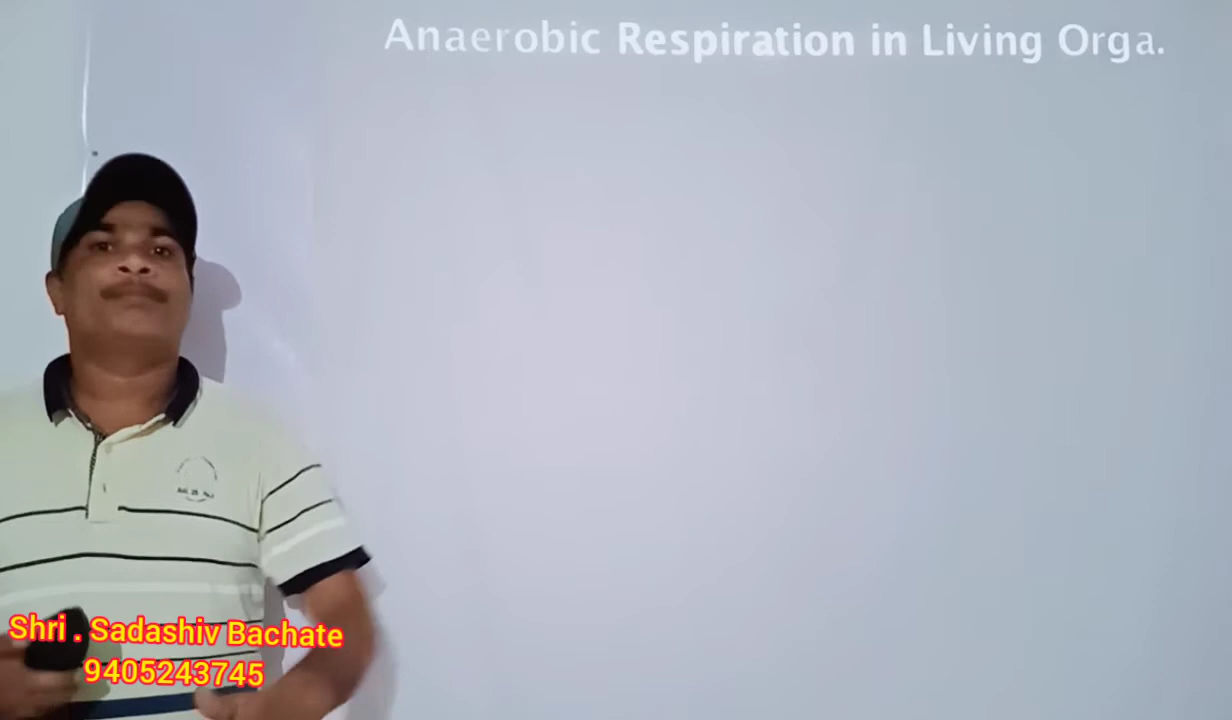 Anaerobic Respiration in Living Orga.
Shri . Sadashiv Bachate
9405243745